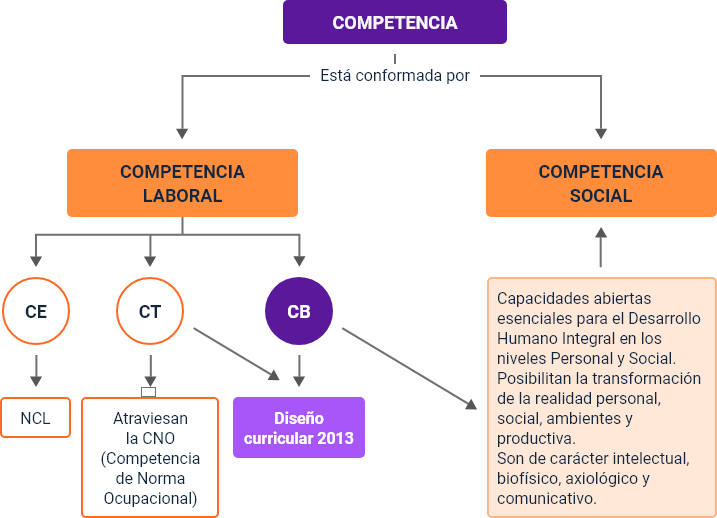 COMPETENCIA
Está conformada por
COMPETENCIA
LABORAL
COMPETENCIA
SOCIAL
CE
CT
CB
NCL
Atraviesan
la CNO
(Competencia
de Norma
Ocupacional)
Diseño
curricular 2013
Capacidades abiertas
esenciales para el Desarrollo
Humano Integral en los
niveles Personal y Social.
Posibilitan la transformación
de la realidad personal,
social, ambientes y
productiva.
Son de carácter intelectual,
biofísico, axiológico y
comunicativo.